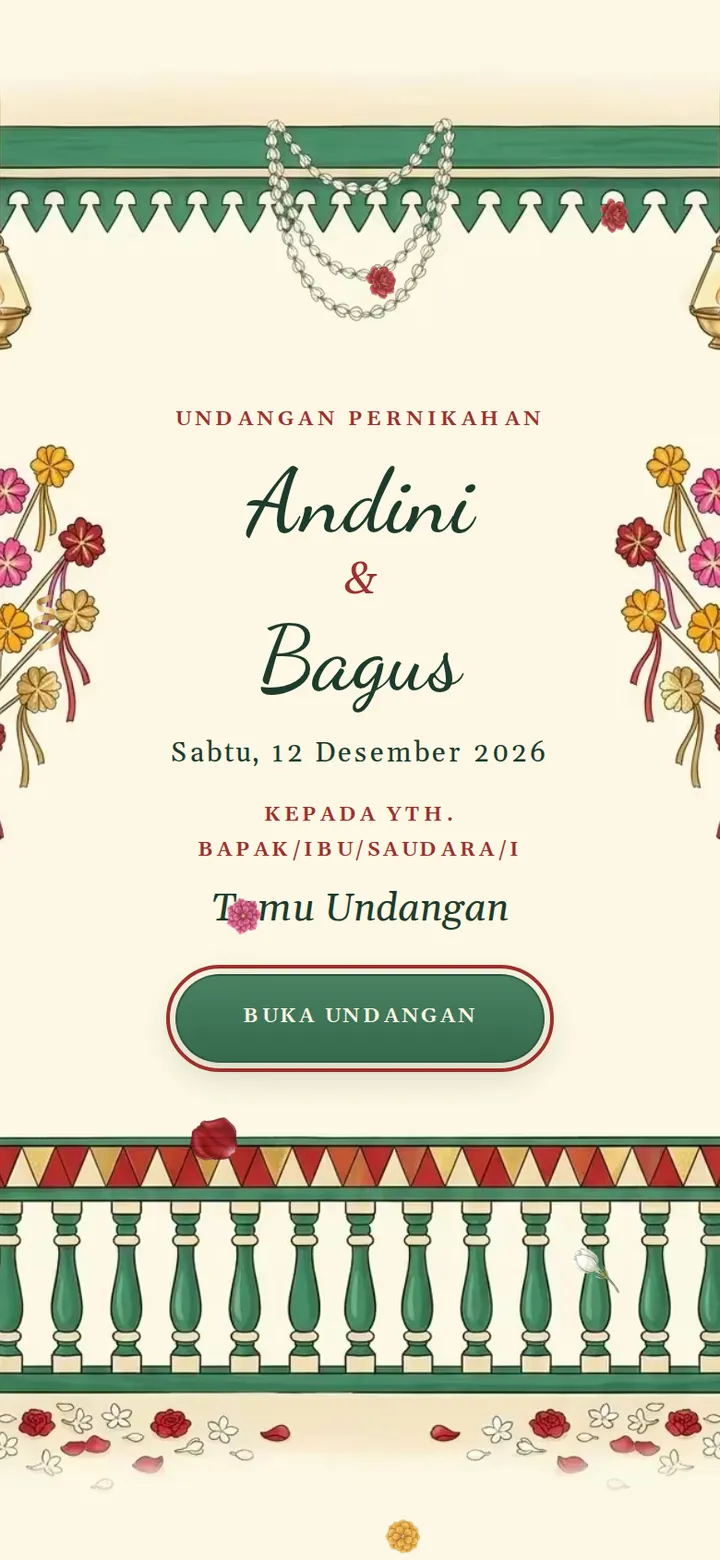 UNDANGAN PERNIKAHAN
Andini
&
Bagus
Sabtu, 12 Desember 2026
KEPADA YTH.
BAPAK/IBU/SAUDARA/I
Tamu Undangan
BUKA UNDANGAN